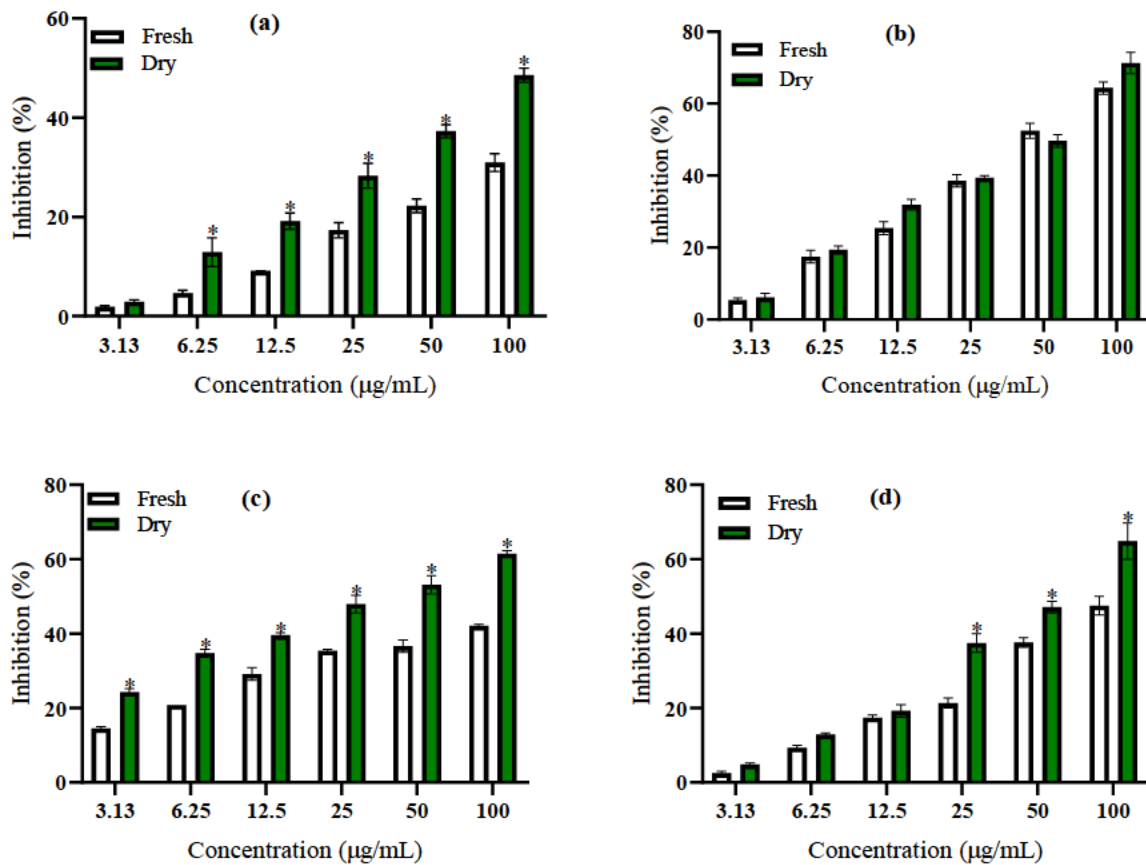 (a)
Fresh
Dry
60
40
20
0
Inhibition (%)
* * * * *
3.13 6.25 12.5 25 50 100
Concentration (µg/mL)
(b)
Fresh
Dry
80
60
40
20
0
Inhibition (%)
3.13 6.25 12.5 25 50 100
Concentration (µg/mL)
(c)
Fresh
Dry
80
60
40
20
0
Inhibition (%)
* * * * * *
3.13 6.25 12.5 25 50 100
Concentration (µg/mL)
(d)
Fresh
Dry
80
60
40
20
0
Inhibition (%)
* * *
3.13 6.25 12.5 25 50 100
Concentration (µg/mL)